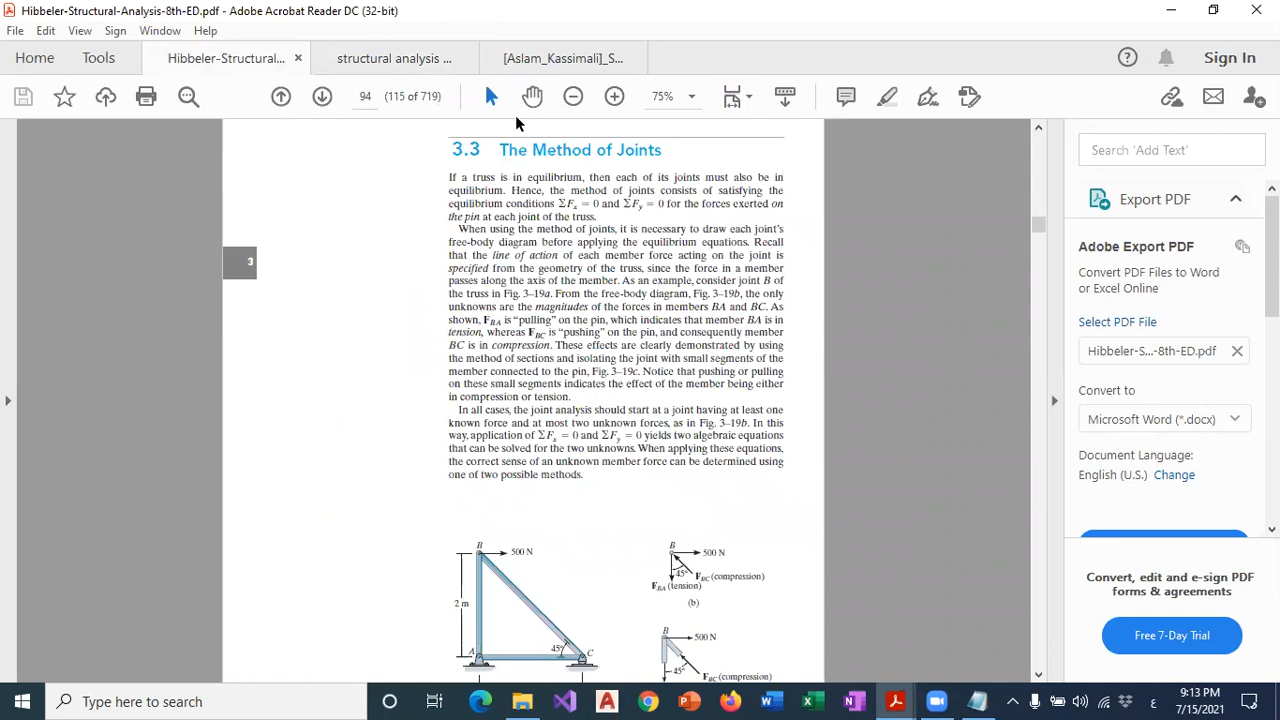 Hibbeler-Structural-Analysis-8th-ED.pdf - Adobe Acrobat Reader DC (32-bit)
File Edit View Sign Window Help
Home Tools Hibbeler-Structural... × structural analysis ... [Aslam_Kassimali]_S... Sign In
94 (115 of 719) 75%
3.3 The Method of Joints
If a truss is in equilibrium, then each of its joints must also be in
equilibrium. Hence, the method of joints consists of satisfying the
equilibrium conditions ΣFx = 0 and ΣFy = 0 for the forces exerted on
the pin at each joint of the truss.
When using the method of joints, it is necessary to draw each joint's
free-body diagram before applying the equilibrium equations. Recall
that the line of action of each member force acting on the joint is
specified from the geometry of the truss, since the force in a member
passes along the axis of the member. As an example, consider joint B of
the truss in Fig. 3–19a. From the free-body diagram, Fig. 3–19b, the only
unknowns are the magnitudes of the forces in members BA and BC. As
shown, FBA is "pulling" on the pin, which indicates that member BA is in
tension, whereas FBC is "pushing" on the pin, and consequently member
BC is in compression. These effects are clearly demonstrated by using
the method of sections and isolating the joint with small segments of the
member connected to the pin, Fig. 3–19c. Notice that pushing or pulling
on these small segments indicates the effect of the member being either
in compression or tension.
In all cases, the joint analysis should start at a joint having at least one
known force and at most two unknown forces, as in Fig. 3–19b. In this
way, application of ΣFx = 0 and ΣFy = 0 yields two algebraic equations
that can be solved for the two unknowns. When applying these equations,
the correct sense of an unknown member force can be determined using
one of two possible methods.
3
B
500 N
2 m
A
45°
C
B
500 N
45°
FBC (compression)
FBA (tension)
(b)
B
500 N
45°
FBC (compression)
Search 'Add Text'
Export PDF
Adobe Export PDF
Convert PDF Files to Word
or Excel Online
Select PDF File
Hibbeler-S...-8th-ED.pdf ×
Convert to
Microsoft Word (*.docx)
Document Language:
English (U.S.) Change
Convert, edit and e-sign PDF
forms & agreements
Free 7-Day Trial
Type here to search
ع
9:13 PM
7/15/2021